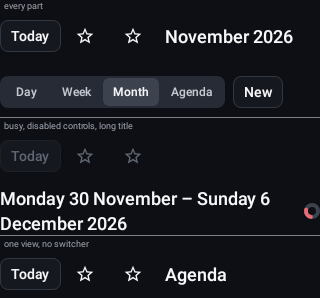 every part
Today November 2026
Day Week Month Agenda New
busy, disabled controls, long title
Today
Monday 30 November – Sunday 6
December 2026
one view, no switcher
Today Agenda